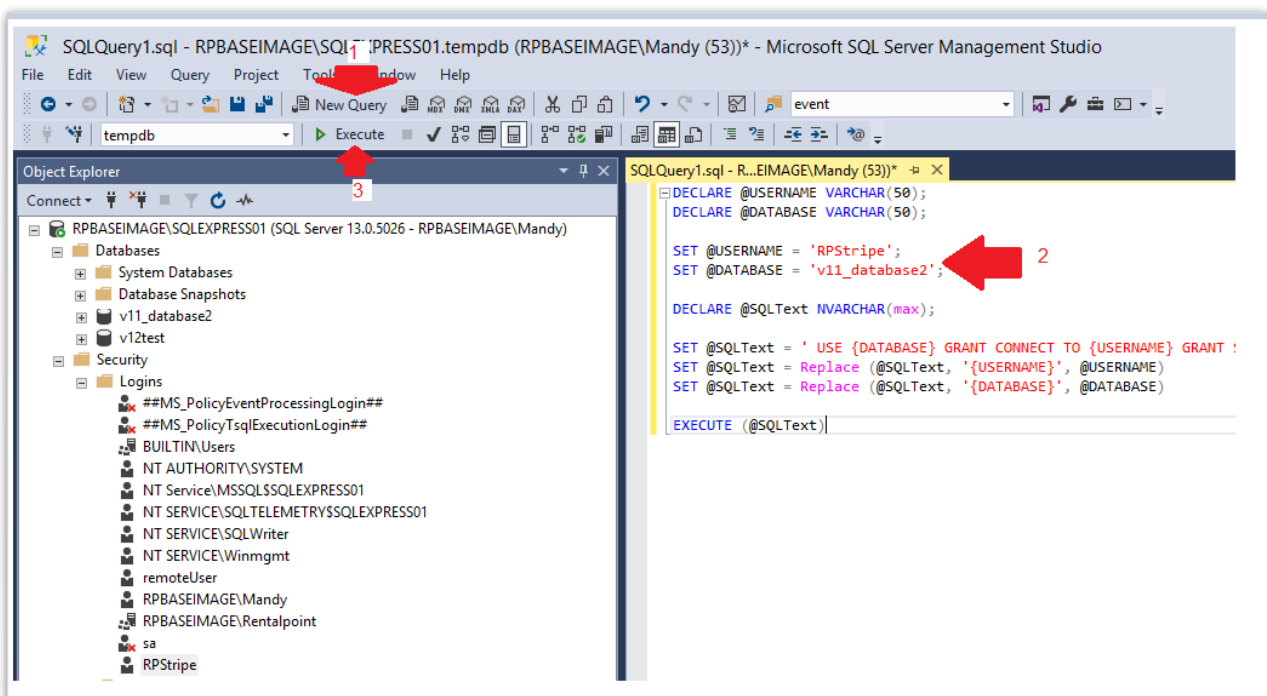 SQLQuery1.sql - RPBASEIMAGE\SQLEXPRESS01.tempdb (RPBASEIMAGE\Mandy (53))* - Microsoft SQL Server Management Studio
1
File Edit View Query Project Tools Window Help
New Query MDX DMX XMLA DAX event
tempdb Execute
3
Object Explorer
Connect
RPBASEIMAGE\SQLEXPRESS01 (SQL Server 13.0.5026 - RPBASEIMAGE\Mandy)
Databases
System Databases
Database Snapshots
v11_database2
v12test
Security
Logins
##MS_PolicyEventProcessingLogin##
##MS_PolicyTsqlExecutionLogin##
BUILTIN\Users
NT AUTHORITY\SYSTEM
NT Service\MSSQL$SQLEXPRESS01
NT SERVICE\SQLTELEMETRY$SQLEXPRESS01
NT SERVICE\SQLWriter
NT SERVICE\Winmgmt
remoteUser
RPBASEIMAGE\Mandy
RPBASEIMAGE\Rentalpoint
sa
RPStripe
SQLQuery1.sql - R...EIMAGE\Mandy (53))*
DECLARE @USERNAME VARCHAR(50);
DECLARE @DATABASE VARCHAR(50);
SET @USERNAME = 'RPStripe';
SET @DATABASE = 'v11_database2';
2
DECLARE @SQLText NVARCHAR(max);
SET @SQLText = ' USE {DATABASE} GRANT CONNECT TO {USERNAME} GRANT
SET @SQLText = Replace (@SQLText, '{USERNAME}', @USERNAME)
SET @SQLText = Replace (@SQLText, '{DATABASE}', @DATABASE)
EXECUTE (@SQLText)